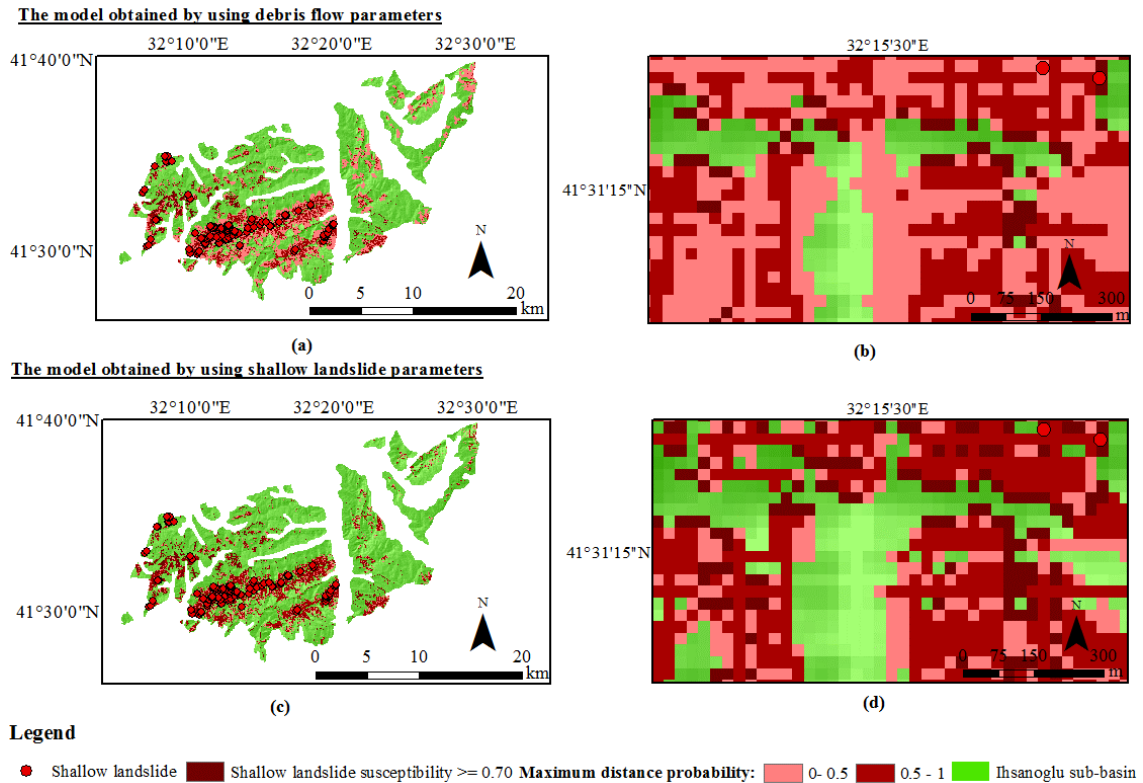 The model obtained by using debris flow parameters
32°10'0"E 32°20'0"E 32°30'0"E
41°40'0"N
41°30'0"N
N
0 5 10 20
km
(a)
32°15'30"E
41°31'15"N
N
0 75 150 300
m
(b)
The model obtained by using shallow landslide parameters
32°10'0"E 32°20'0"E 32°30'0"E
41°40'0"N
41°30'0"N
N
0 5 10 20
km
(c)
32°15'30"E
41°31'15"N
N
0 75 150 300
m
(d)
Legend
Shallow landslide Shallow landslide susceptibility >= 0.70 Maximum distance probability: 0- 0.5 0.5 - 1 Ihsanoglu sub-basin